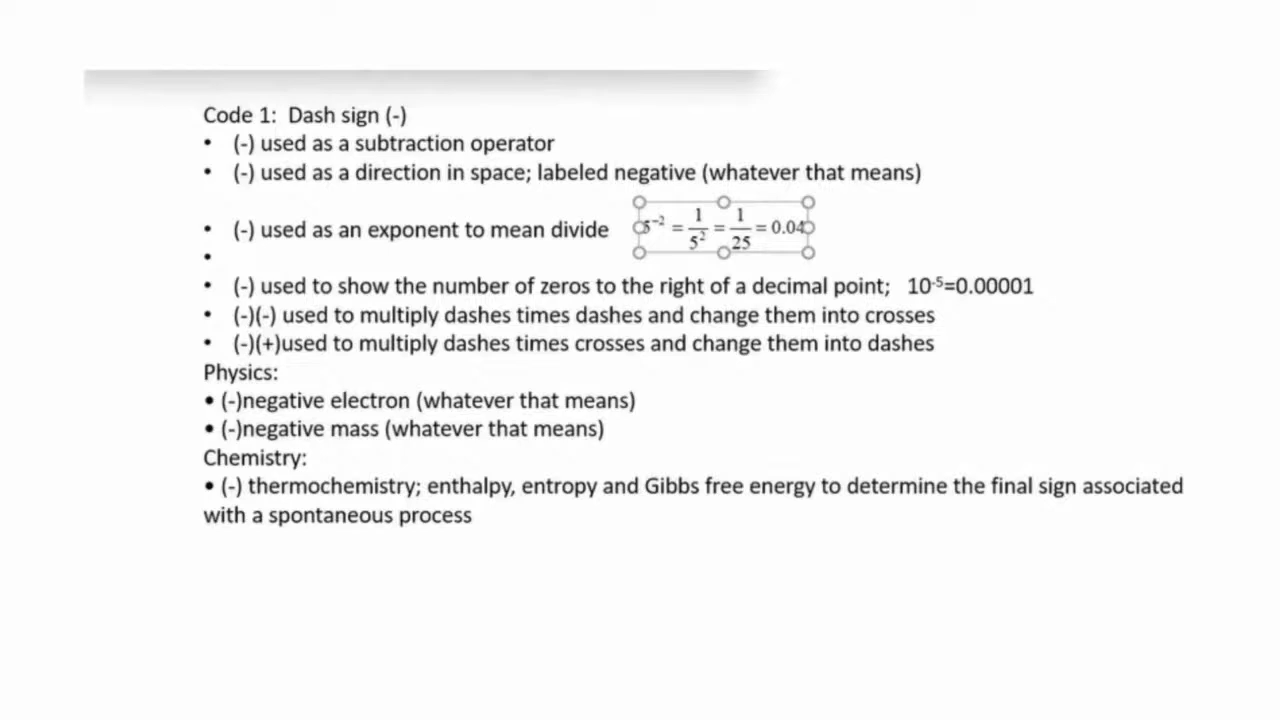 Code 1:  Dash sign (-)
• (-) used as a subtraction operator
• (-) used as a direction in space; labeled negative (whatever that means)
• (-) used as an exponent to mean divide 5⁻² = 1/5² = 1/25 = 0.04
•
• (-) used to show the number of zeros to the right of a decimal point;   10⁻⁵=0.00001
• (-)(-) used to multiply dashes times dashes and change them into crosses
• (-)(+)used to multiply dashes times crosses and change them into dashes
Physics:
• (-)negative electron (whatever that means)
• (-)negative mass (whatever that means)
Chemistry:
• (-) thermochemistry; enthalpy, entropy and Gibbs free energy to determine the final sign associated
with a spontaneous process